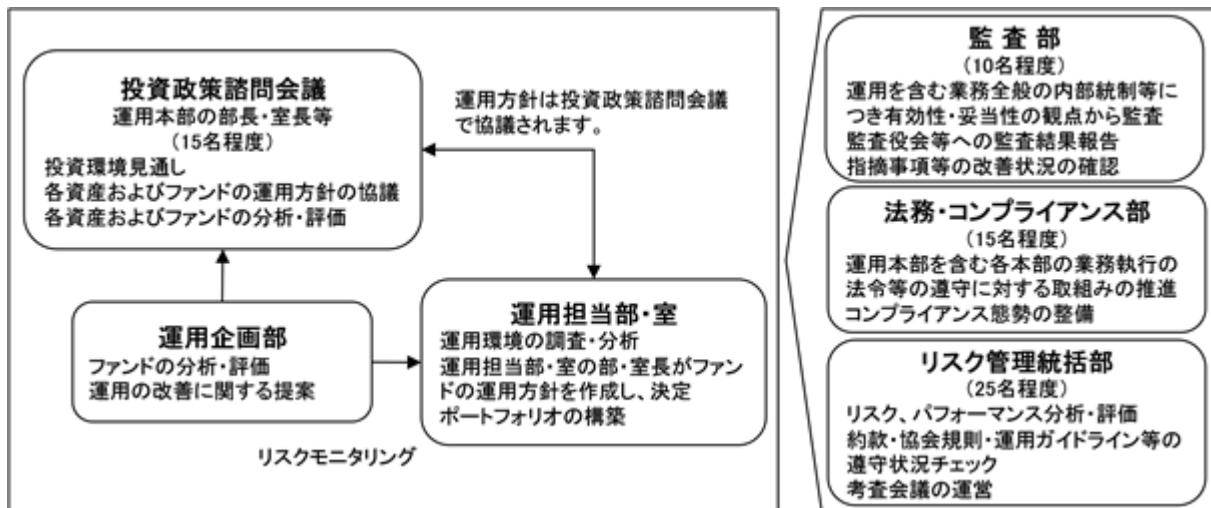 投資政策諮問会議
運用本部の部長・室長等
(15名程度)
投資環境見通し
各資産およびファンドの運用方針の協議
各資産およびファンドの分析・評価
運用方針は投資政策諮問会議
で協議されます。
運用企画部
ファンドの分析・評価
運用の改善に関する提案
運用担当部・室
運用環境の調査・分析
運用担当部・室の部・室長がファン
ドの運用方針を作成し、決定
ポートフォリオの構築
リスクモニタリング
監 査 部
(10名程度)
運用を含む業務全般の内部統制等に
つき有効性・妥当性の観点から監査
監査役会等への監査結果報告
指摘事項等の改善状況の確認
法務・コンプライアンス部
(15名程度)
運用本部を含む各本部の業務執行の
法令等の遵守に対する取組みの推進
コンプライアンス態勢の整備
リスク管理統括部
(25名程度)
リスク、パフォーマンス分析・評価
約款・協会規則・運用ガイドライン等の
遵守状況チェック
考査会議の運営